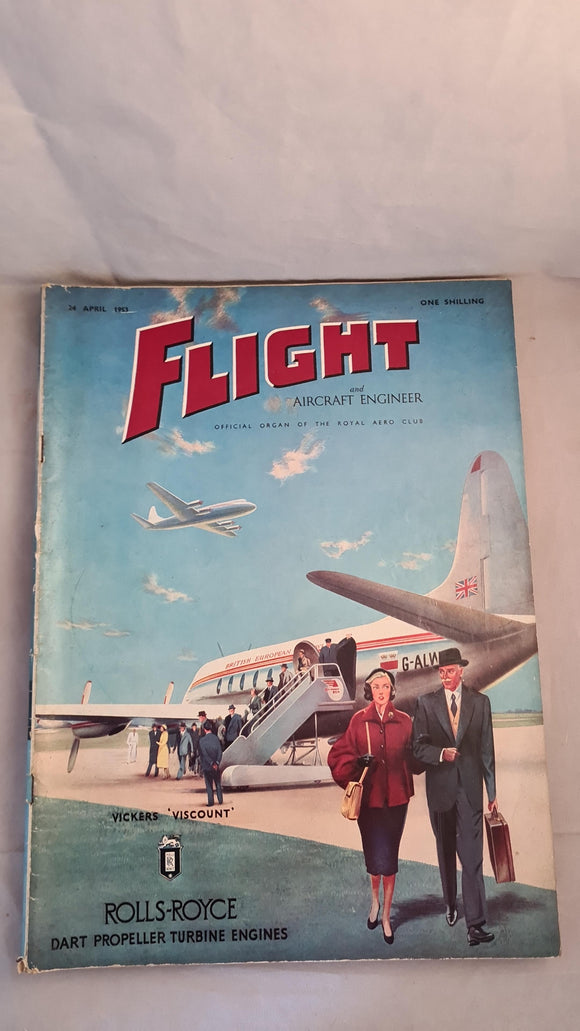 24 APRIL 1953
ONE SHILLING
FLIGHT
and
AIRCRAFT ENGINEER
OFFICIAL ORGAN OF THE ROYAL AERO CLUB
BRITISH EUROPEAN
G-ALW
VICKERS 'VISCOUNT'
RR
ROLLS-ROYCE
DART PROPELLER TURBINE ENGINES